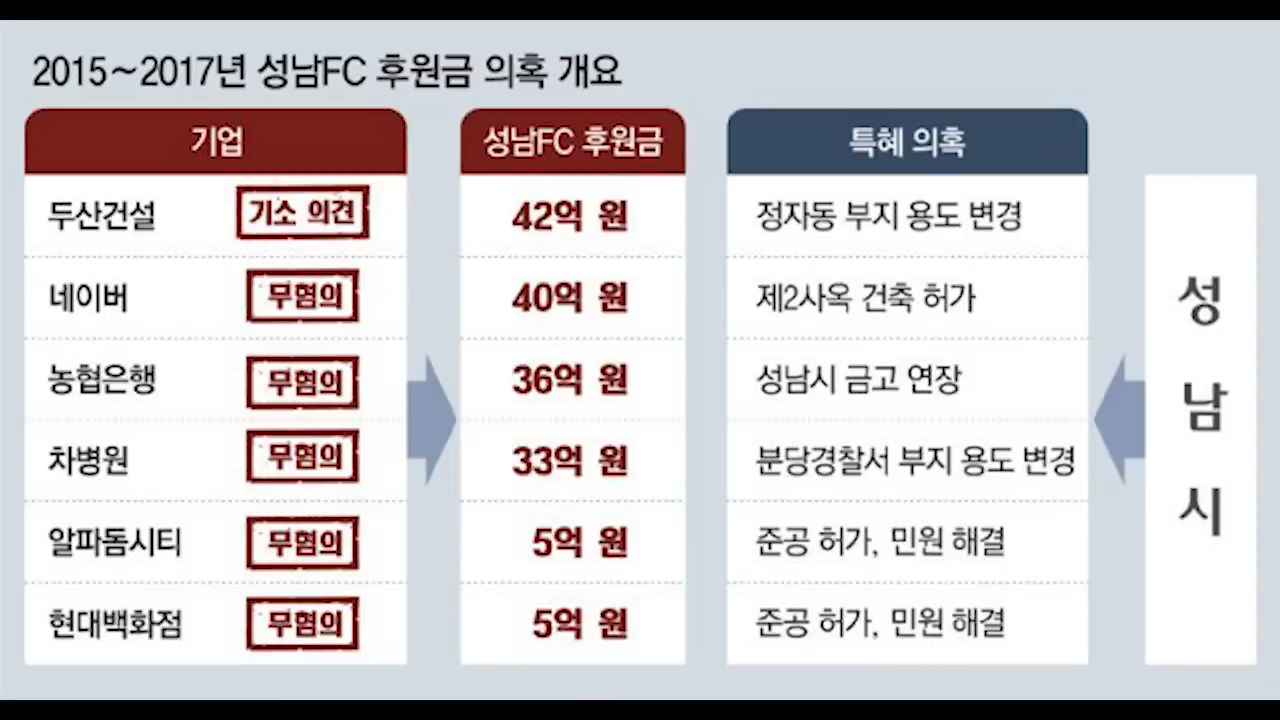 2015~2017년 성남FC 후원금 의혹 개요
기업 성남FC 후원금 특혜 의혹
두산건설 기소 의견 42억 원 정자동 부지 용도 변경
네이버 무혐의 40억 원 제2사옥 건축 허가
농협은행 무혐의 36억 원 성남시 금고 연장
차병원 무혐의 33억 원 분당경찰서 부지 용도 변경
알파돔시티 무혐의 5억 원 준공 허가, 민원 해결
현대백화점 무혐의 5억 원 준공 허가, 민원 해결
성남시